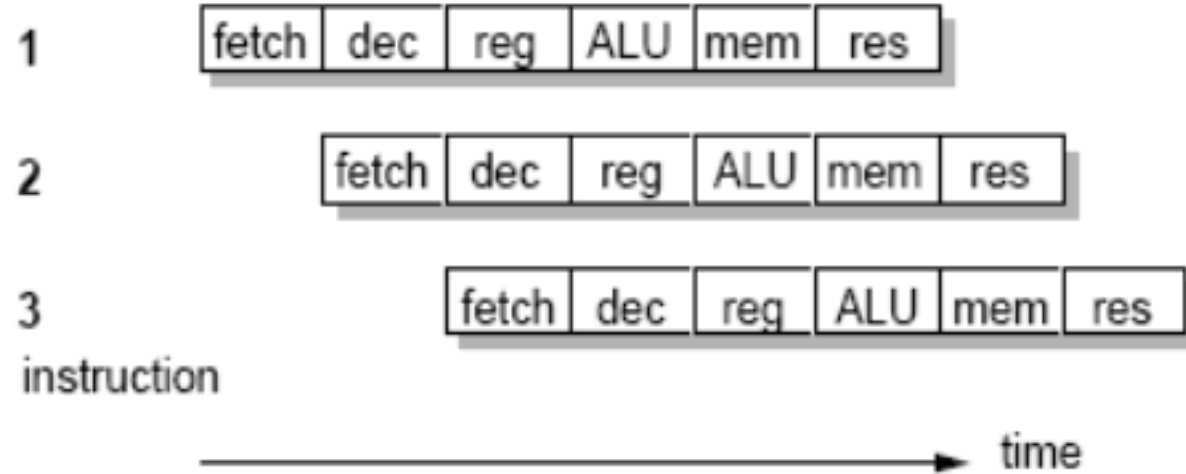 1 fetch dec reg ALU mem res
2 fetch dec reg ALU mem res
3 fetch dec reg ALU mem res
instruction
time